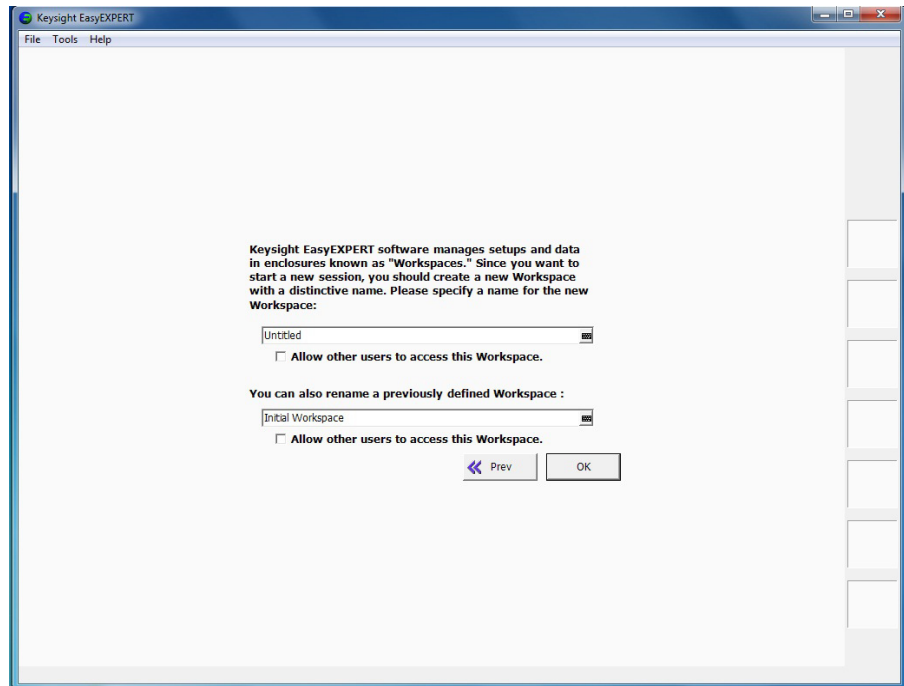 Keysight EasyEXPERT
File Tools Help
Keysight EasyEXPERT software manages setups and data
in enclosures known as "Workspaces." Since you want to
start a new session, you should create a new Workspace
with a distinctive name. Please specify a name for the new
Workspace:
Untitled
Allow other users to access this Workspace.
You can also rename a previously defined Workspace :
Initial Workspace
Allow other users to access this Workspace.
Prev OK